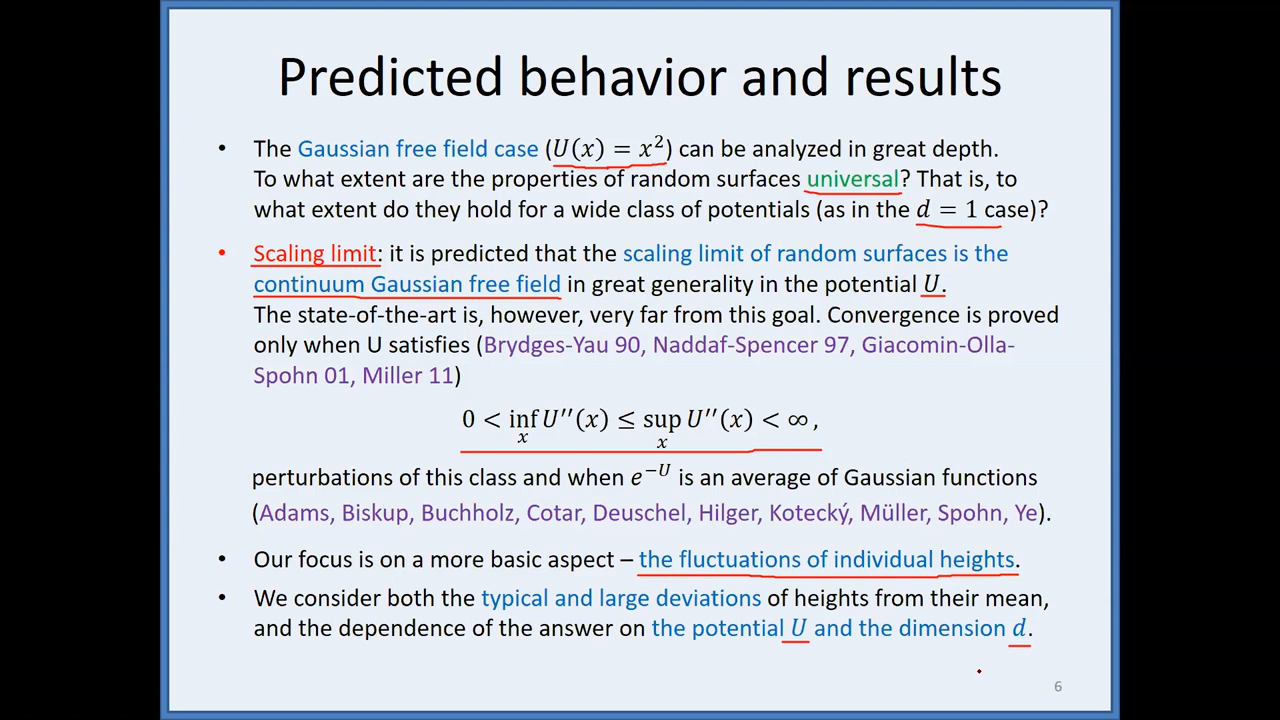 Predicted behavior and results
• The Gaussian free field case (U(x) = x²) can be analyzed in great depth.
To what extent are the properties of random surfaces universal? That is, to
what extent do they hold for a wide class of potentials (as in the d = 1 case)?
• Scaling limit: it is predicted that the scaling limit of random surfaces is the
continuum Gaussian free field in great generality in the potential U.
The state-of-the-art is, however, very far from this goal. Convergence is proved
only when U satisfies (Brydges-Yau 90, Naddaf-Spencer 97, Giacomin-Olla-
Spohn 01, Miller 11)
0 < inf_x U′′(x) ≤ sup_x U′′(x) < ∞,
perturbations of this class and when e^{−U} is an average of Gaussian functions
(Adams, Biskup, Buchholz, Cotar, Deuschel, Hilger, Kotecký, Müller, Spohn, Ye).
• Our focus is on a more basic aspect – the fluctuations of individual heights.
• We consider both the typical and large deviations of heights from their mean,
and the dependence of the answer on the potential U and the dimension d.
6